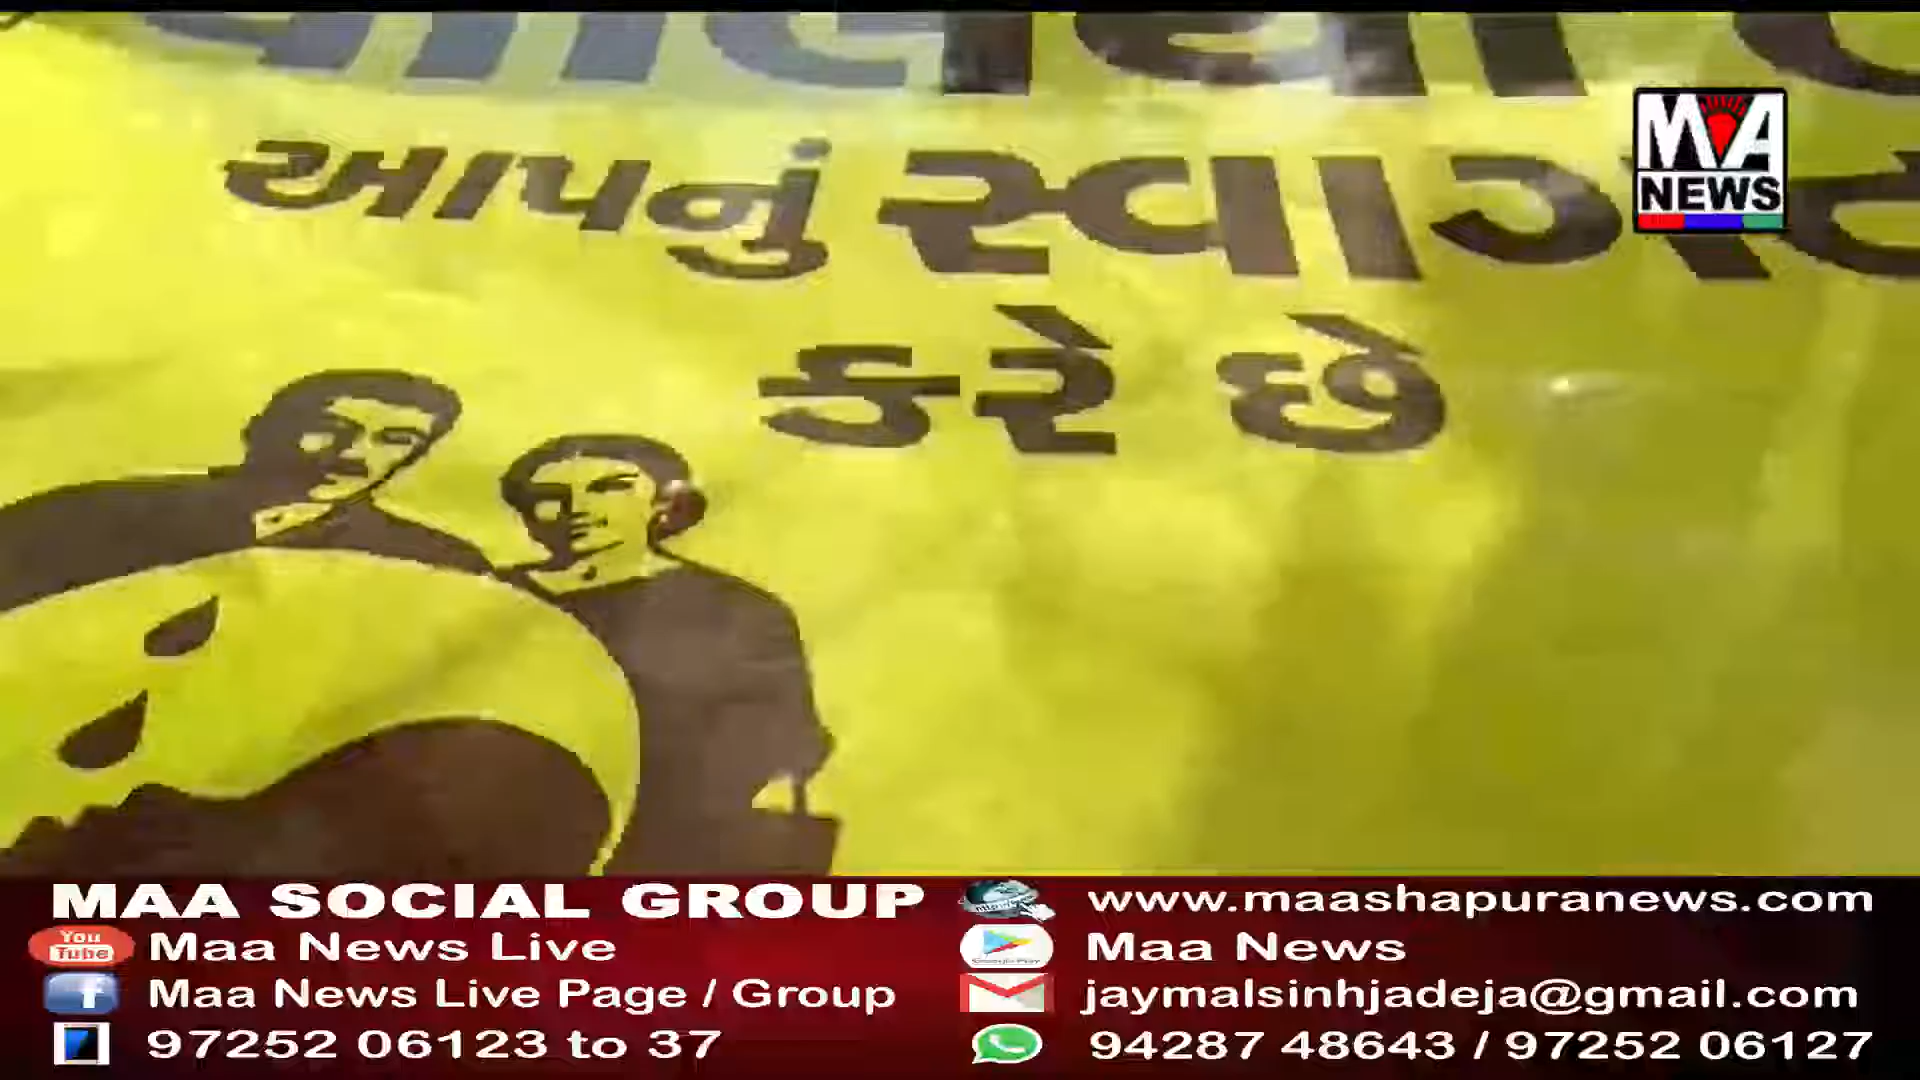 આપનું સ્વાગત
કરે છે
MAA
NEWS
MAA SOCIAL GROUP
You
Tube
Maa News Live
f
Maa News Live Page / Group
97252 06123 to 37
www.maashapuranews.com
Maa News
jaymalsinhjadeja@gmail.com
94287 48643 / 97252 06127